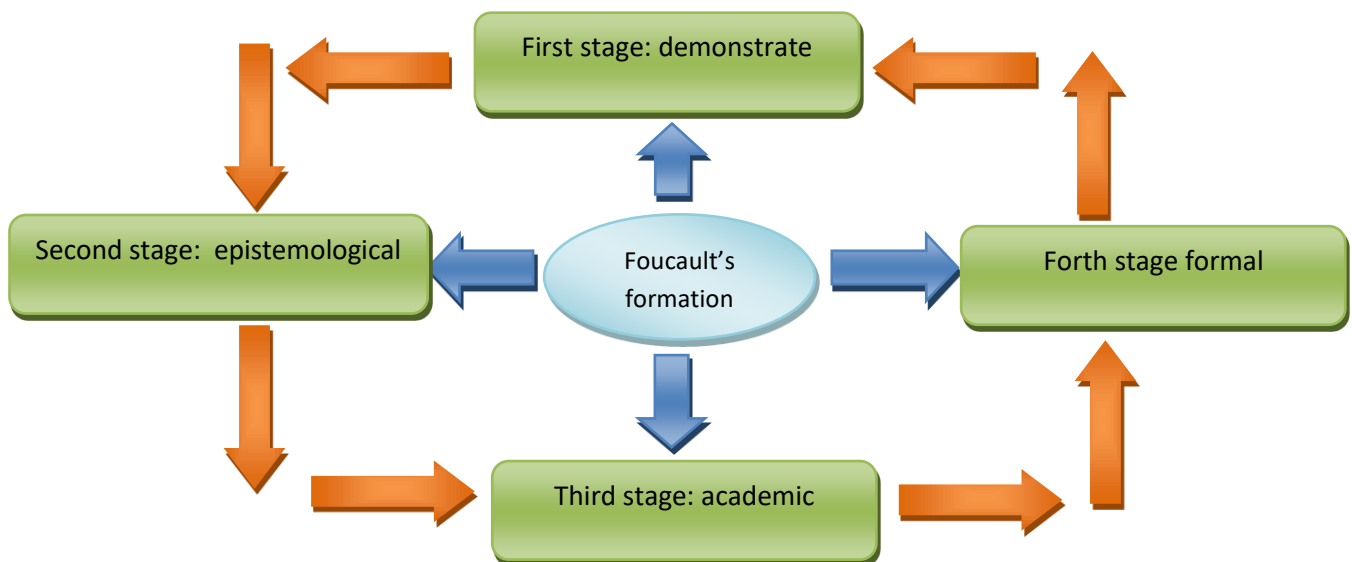 First stage: demonstrate
Second stage: epistemological
Foucault’s
formation
Forth stage formal
Third stage: academic